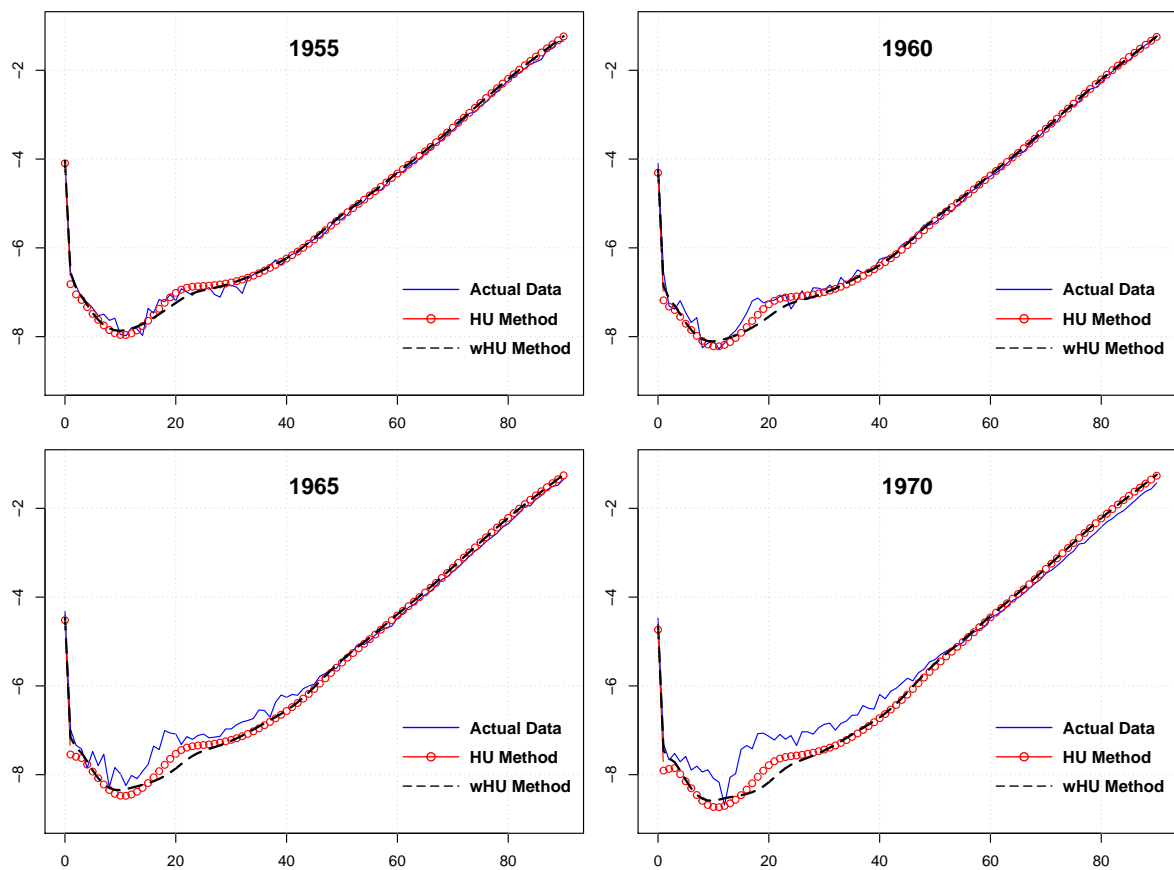 1955
-2
-4
-6
-8
Actual Data
HU Method
wHU Method
0 20 40 60 80
1960
-2
-4
-6
-8
Actual Data
HU Method
wHU Method
0 20 40 60 80
1965
-2
-4
-6
-8
Actual Data
HU Method
wHU Method
0 20 40 60 80
1970
-2
-4
-6
-8
Actual Data
HU Method
wHU Method
0 20 40 60 80